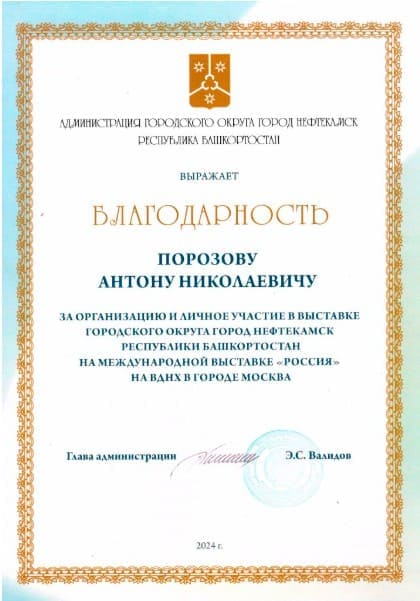 АДМИНИСТРАЦИЯ ГОРОДСКОГО ОКРУГА ГОРОД НЕФТЕКАМСК
РЕСПУБЛИКА БАШКОРТОСТАН
ВЫРАЖАЕТ
БЛАГОДАРНОСТЬ
ПОРОЗОВУ
АНТОНУ НИКОЛАЕВИЧУ
ЗА ОРГАНИЗАЦИЮ И ЛИЧНОЕ УЧАСТИЕ В ВЫСТАВКЕ
ГОРОДСКОГО ОКРУГА ГОРОД НЕФТЕКАМСК
РЕСПУБЛИКИ БАШКОРТОСТАН
НА МЕЖДУНАРОДНОЙ ВЫСТАВКЕ «РОССИЯ»
НА ВДНХ В ГОРОДЕ МОСКВА
Глава администрации Э.С. Валидов
2024 г.